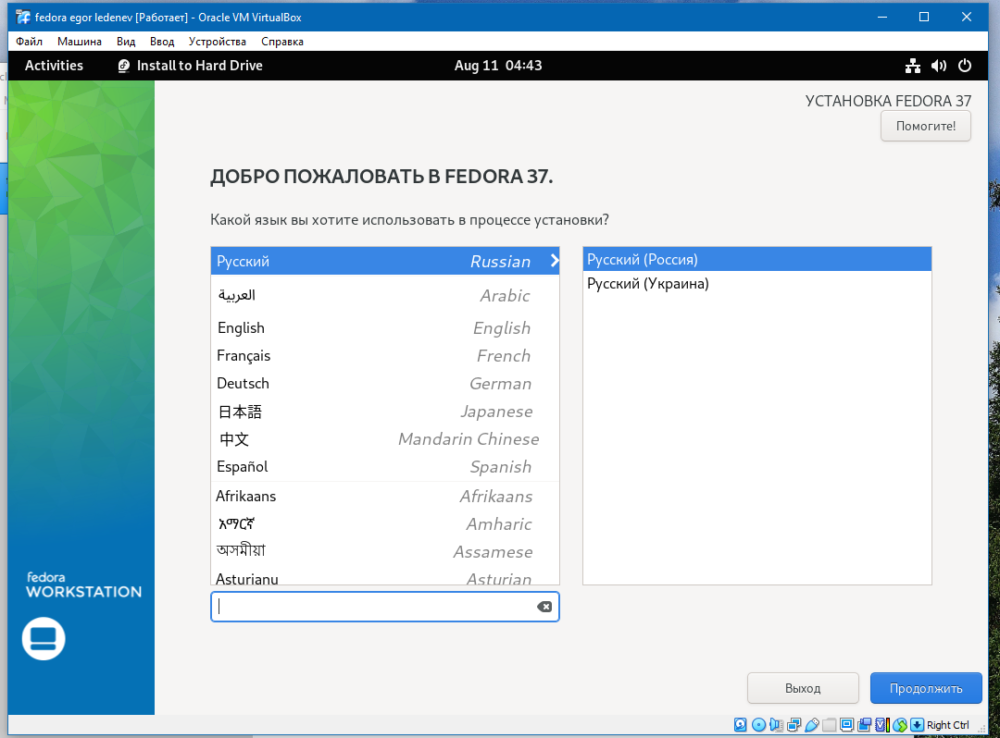 fedora egor ledenev [Работает] - Oracle VM VirtualBox
Файл Машина Вид Ввод Устройства Справка
Activities Install to Hard Drive Aug 11 04:43
УСТАНОВКА FEDORA 37
Помогите!
ДОБРО ПОЖАЛОВАТЬ В FEDORA 37.
Какой язык вы хотите использовать в процессе установки?
Русский Russian Русский (Россия)
Русский (Украина)
العربية Arabic
English English
Français French
Deutsch German
日本語 Japanese
中文 Mandarin Chinese
Español Spanish
Afrikaans Afrikaans
አማርኛ Amharic
অসমীয়া Assamese
Asturianu Asturian
fedora
WORKSTATION
Выход Продолжить
Right Ctrl